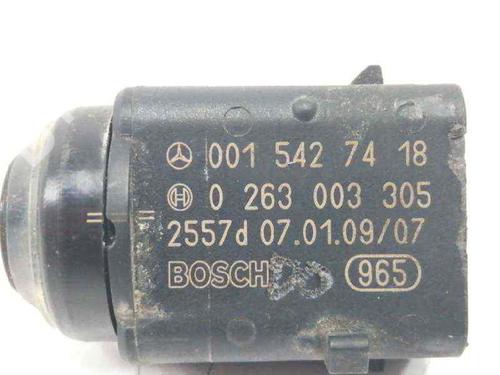 001 542 74 18
0 263 003 305
2557d 07.01.09/07
BOSCH 965